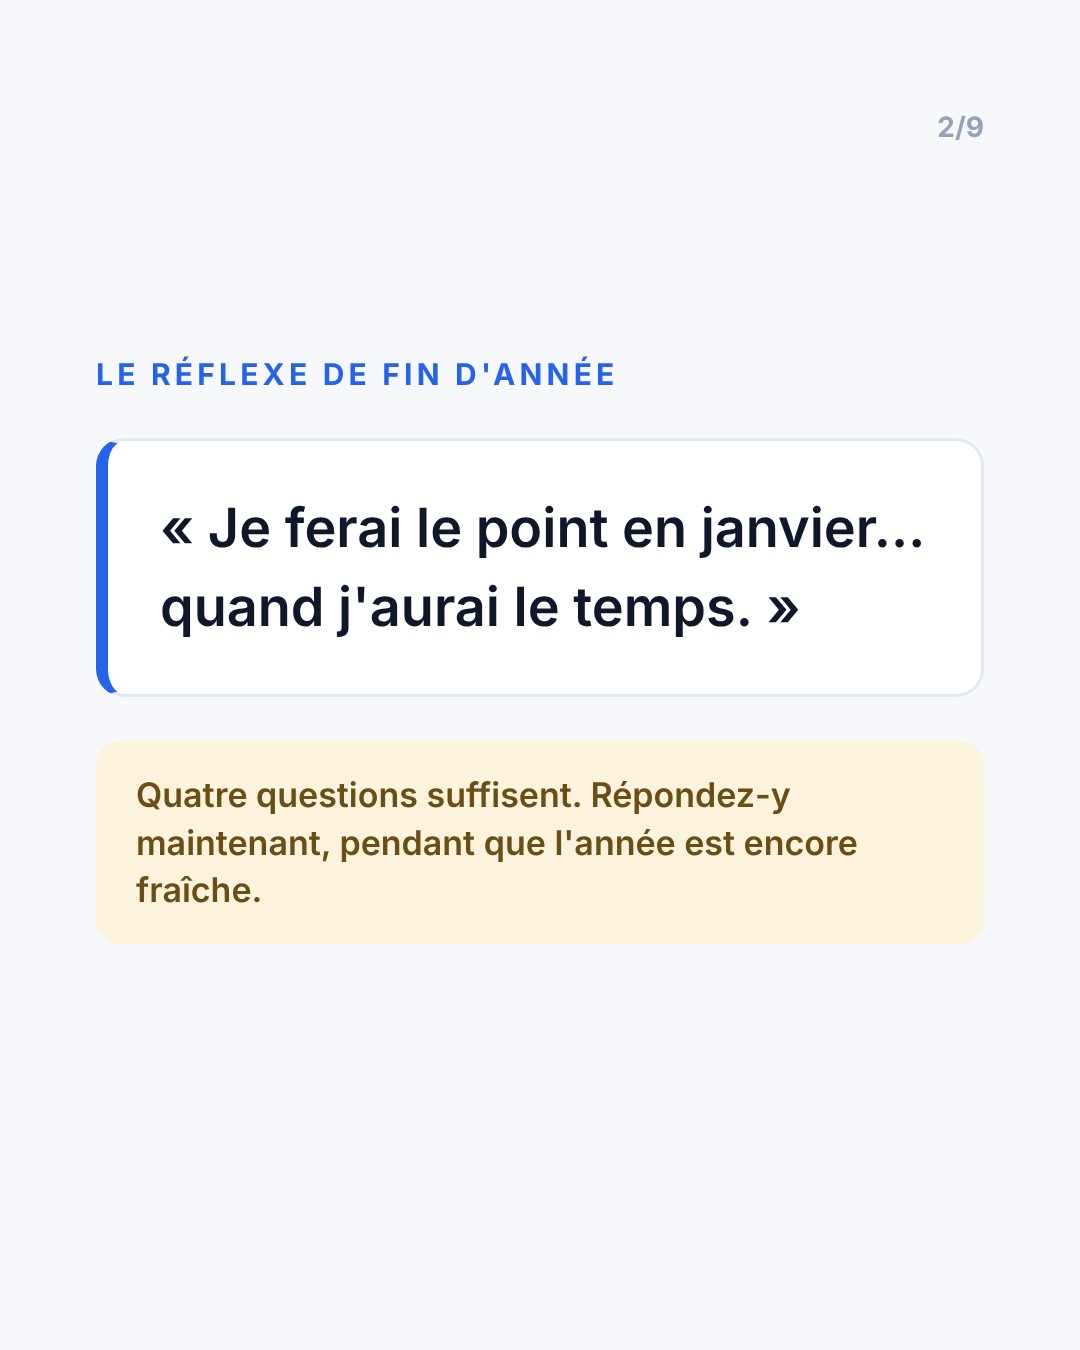 2/9
LE RÉFLEXE DE FIN D'ANNÉE
« Je ferai le point en janvier...
quand j'aurai le temps. »
Quatre questions suffisent. Répondez-y
maintenant, pendant que l'année est encore
fraîche.